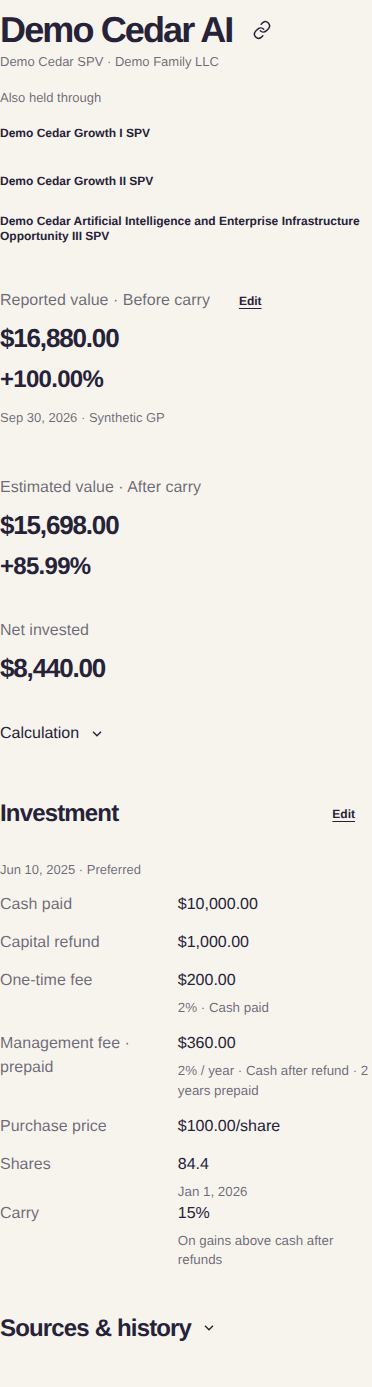 Demo Cedar AI
Demo Cedar SPV · Demo Family LLC
Also held through
Demo Cedar Growth I SPV
Demo Cedar Growth II SPV
Demo Cedar Artificial Intelligence and Enterprise Infrastructure
Opportunity III SPV
Reported value · Before carry Edit
$16,880.00
+100.00%
Sep 30, 2026 · Synthetic GP
Estimated value · After carry
$15,698.00
+85.99%
Net invested
$8,440.00
Calculation
Investment Edit
Jun 10, 2025 · Preferred
Cash paid $10,000.00
Capital refund $1,000.00
One-time fee $200.00
2% · Cash paid
Management fee · $360.00
prepaid
2% / year · Cash after refund · 2
years prepaid
Purchase price $100.00/share
Shares 84.4
Jan 1, 2026
Carry 15%
On gains above cash after
refunds
Sources & history